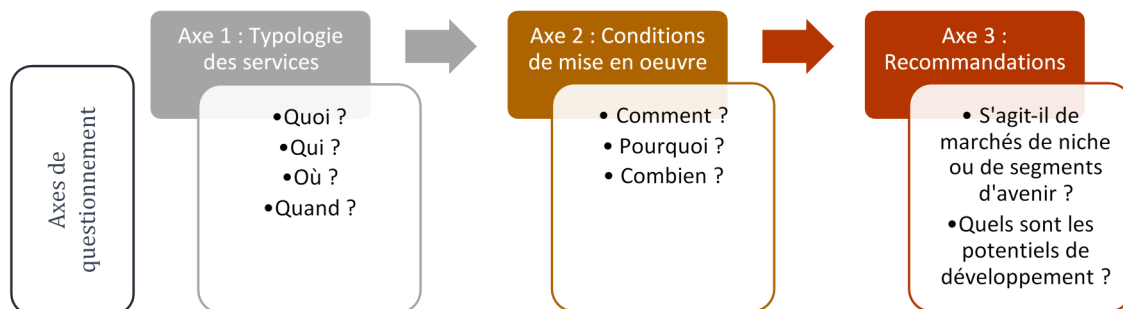 Axes de
questionnement
Axe 1 : Typologie
des services
•Quoi ?
•Qui ?
•Où ?
•Quand ?
Axe 2 : Conditions
de mise en oeuvre
• Comment ?
• Pourquoi ?
• Combien ?
Axe 3 :
Recommandations
• S'agit-il de
marchés de niche
ou de segments
d'avenir ?
•Quels sont les
potentiels de
développement ?